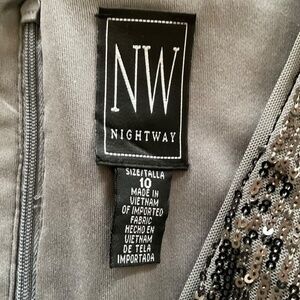 NW
NIGHTWAY
SIZE/TALLA
10
MADE IN
VIETNAM
OF IMPORTED
FABRIC
HECHO EN
VIETNAM
DE TELA
IMPORTADA